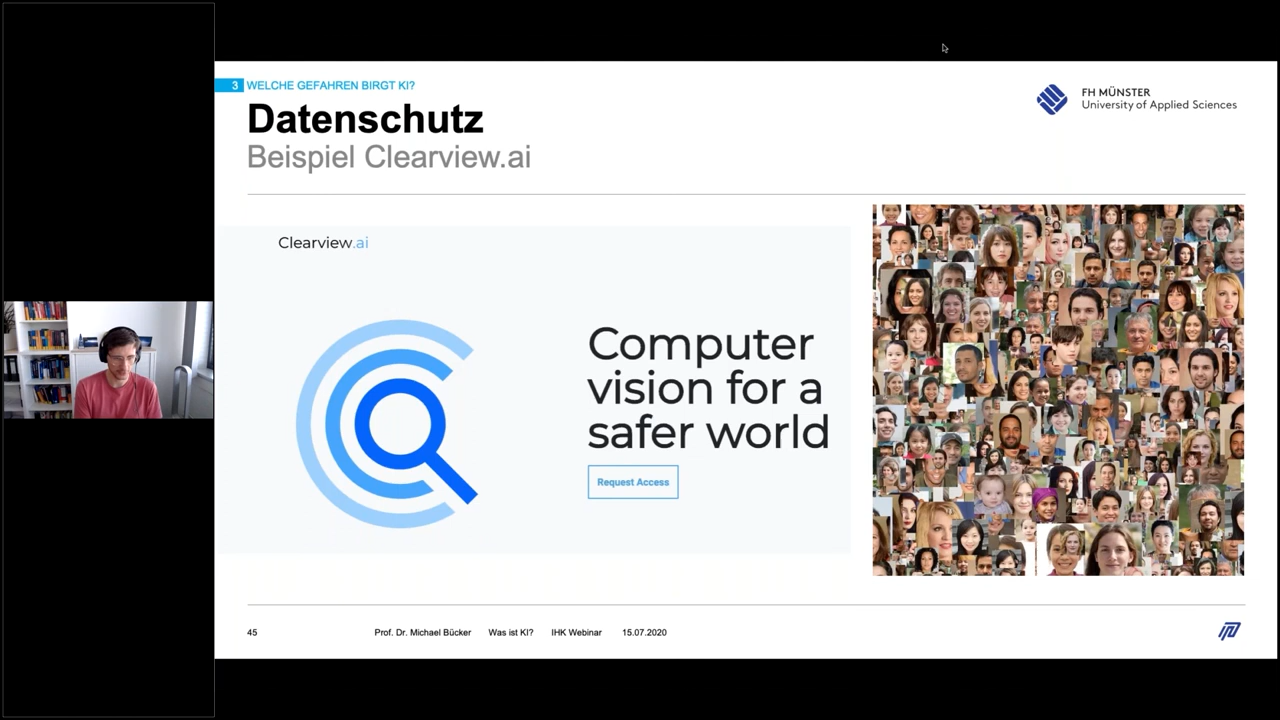 3 WELCHE GEFAHREN BIRGT KI?
Datenschutz
Beispiel Clearview.ai
FH MÜNSTER
University of Applied Sciences
Clearview.ai
Computer
vision for a
safer world
Request Access
45 Prof. Dr. Michael Bücker Was ist KI? IHK Webinar 15.07.2020